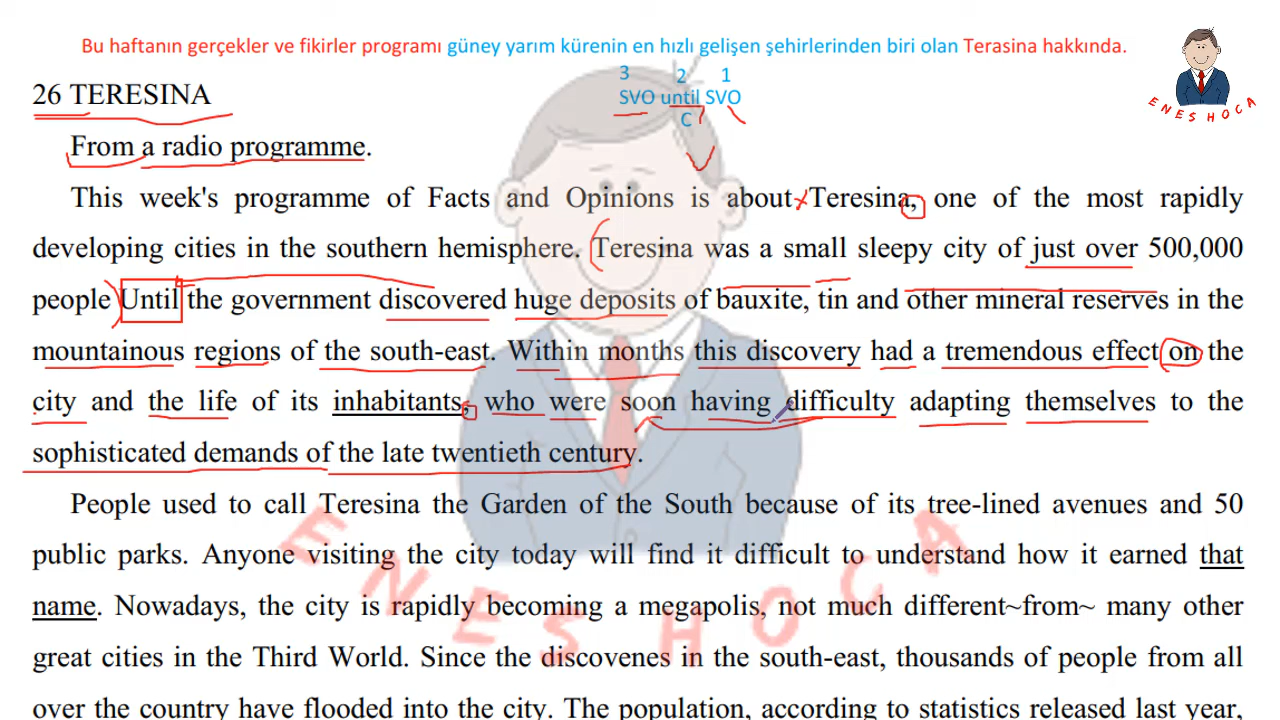 Bu haftanın gerçekler ve fikirler programı güney yarım kürenin en hızlı gelişen şehirlerinden biri olan Terasina hakkında.
3 2 1
SVO until SVO
C
ENES HOCA
26 TERESINA
From a radio programme.
This week's programme of Facts and Opinions is about Teresina, one of the most rapidly
developing cities in the southern hemisphere. Teresina was a small sleepy city of just over 500,000
people Until the government discovered huge deposits of bauxite, tin and other mineral reserves in the
mountainous regions of the south-east. Within months this discovery had a tremendous effect on the
city and the life of its inhabitants, who were soon having difficulty adapting themselves to the
sophisticated demands of the late twentieth century.
People used to call Teresina the Garden of the South because of its tree-lined avenues and 50
public parks. Anyone visiting the city today will find it difficult to understand how it earned that
name. Nowadays, the city is rapidly becoming a megapolis, not much different~from~ many other
great cities in the Third World. Since the discovenes in the south-east, thousands of people from all
over the country have flooded into the city. The population, according to statistics released last year,
ENES HOCA